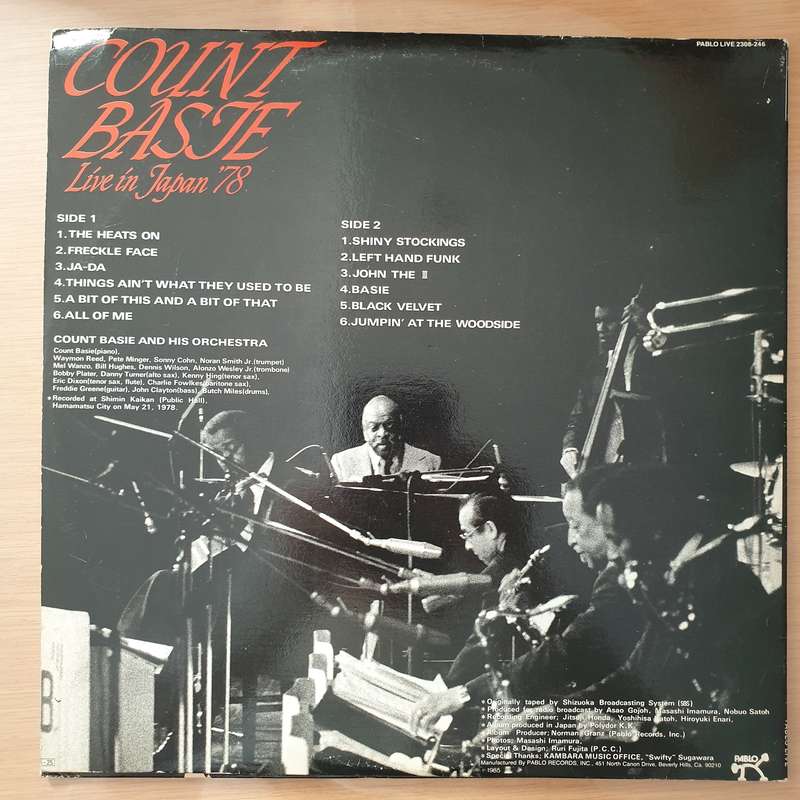 PABLO LIVE 2308-246
COUNT
BASIE
Live in Japan '78
SIDE 1
1.THE HEATS ON
2.FRECKLE FACE
3.JA-DA
4.THINGS AIN'T WHAT THEY USED TO BE
5.A BIT OF THIS AND A BIT OF THAT
6.ALL OF ME
SIDE 2
1.SHINY STOCKINGS
2.LEFT HAND FUNK
3.JOHN THE II
4.BASIE
5.BLACK VELVET
6.JUMPIN' AT THE WOODSIDE
COUNT BASIE AND HIS ORCHESTRA
Count Basie(piano),
Waymon Reed, Pete Minger, Sonny Cohn, Noran Smith Jr.(trumpet)
Mel Wanzo, Bill Hughes, Dennis Wilson, Alonzo Wesley Jr.(trombone)
Bobby Plater, Danny Turner(alto sax), Kenny Hing(tenor sax),
Eric Dixon(tenor sax, flute), Charlie Fowlkes(baritone sax),
Freddie Greene(guitar), John Clayton(bass), Butch Miles(drums),
●Recorded at Shimin Kaikan (Public Hall),
Hamamatsu City on May 21, 1978.
B
●Originally taped by Shizuoka Broadcasting System (SBS)
●Produced for radio broadcast by Asao Gojoh, Masashi Imamura, Nobuo Satoh
●Recording Engineer; Jitsuji Honda, Yoshihisa Satoh, Hiroyuki Enari,
●Album produced in Japan by Polydor K.K.
●Album Producer; Norman Granz (Pablo Records, Inc.)
●Photos; Masashi Imamura,
Layout & Design; Ruri Fujita (P.C.C.)
Special Thanks; KAMBARA MUSIC OFFICE, "Swifty" Sugawara
Manufactured By PABLO RECORDS, INC., 451 North Canon Drive, Beverly Hills, Ca. 90210
1985
PABLO